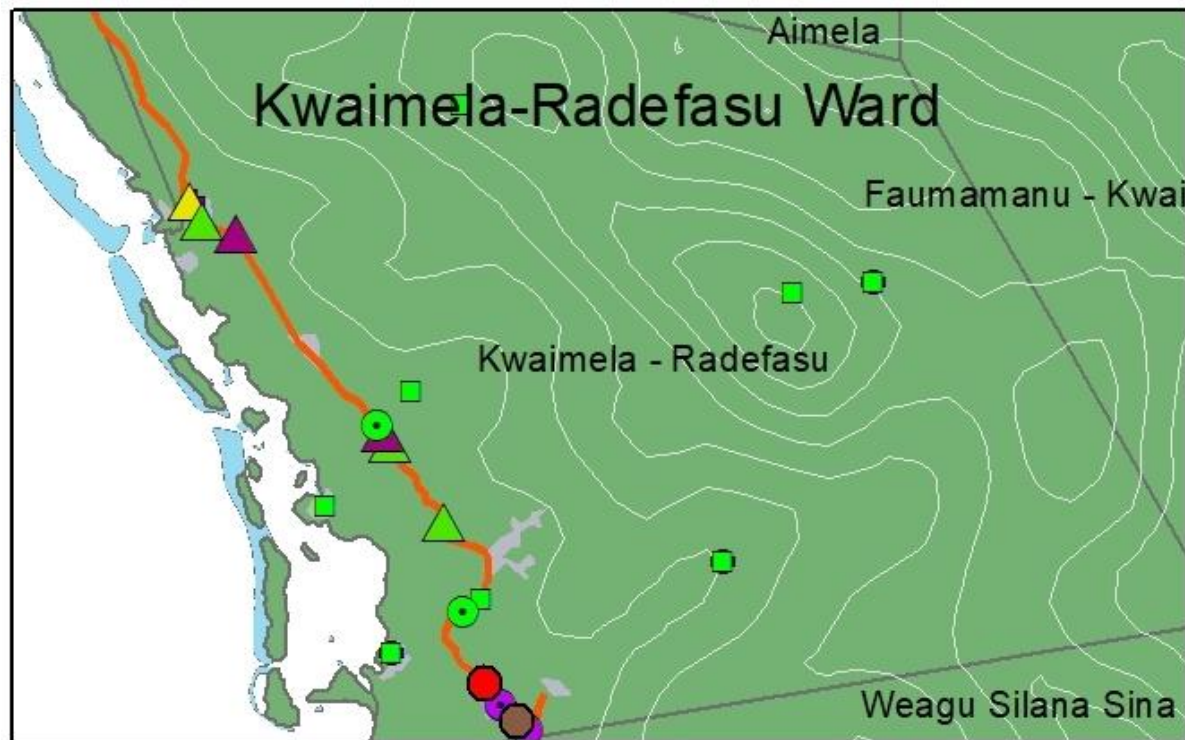 Aimela
Kwaimela-Radefasu Ward
Faumamanu - Kwai
Kwaimela - Radefasu
Weagu Silana Sina